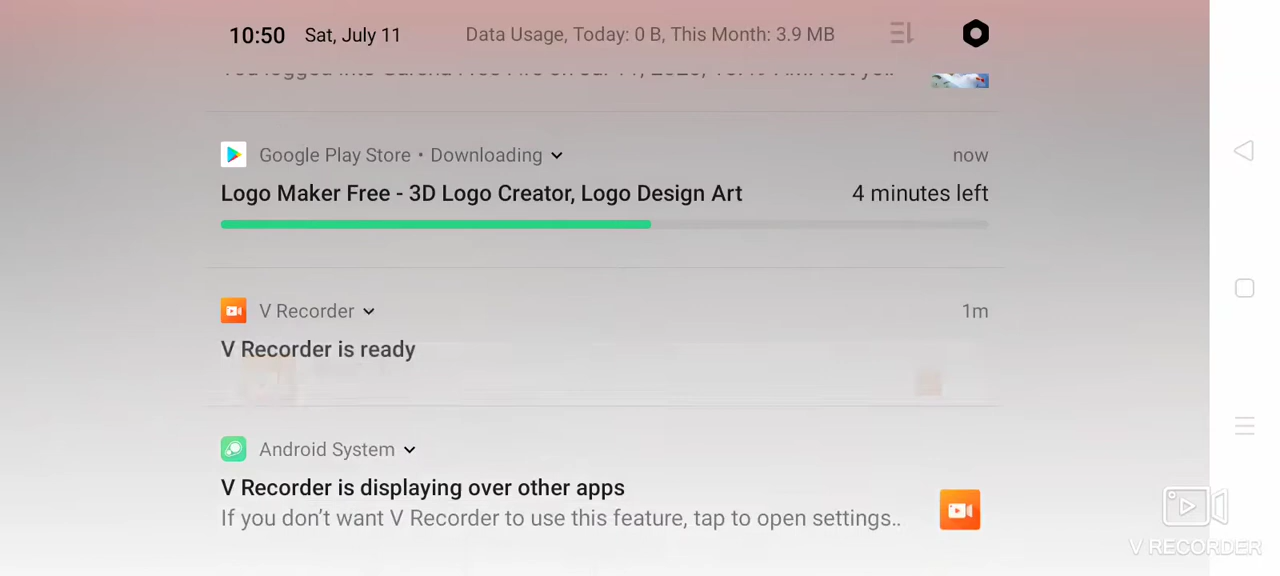 10:50 Sat, July 11 Data Usage, Today: 0 B, This Month: 3.9 MB
Google Play Store • Downloading now
Logo Maker Free - 3D Logo Creator, Logo Design Art 4 minutes left
V Recorder 1m
V Recorder is ready
Android System
V Recorder is displaying over other apps
If you don't want V Recorder to use this feature, tap to open settings..
V RECORDER